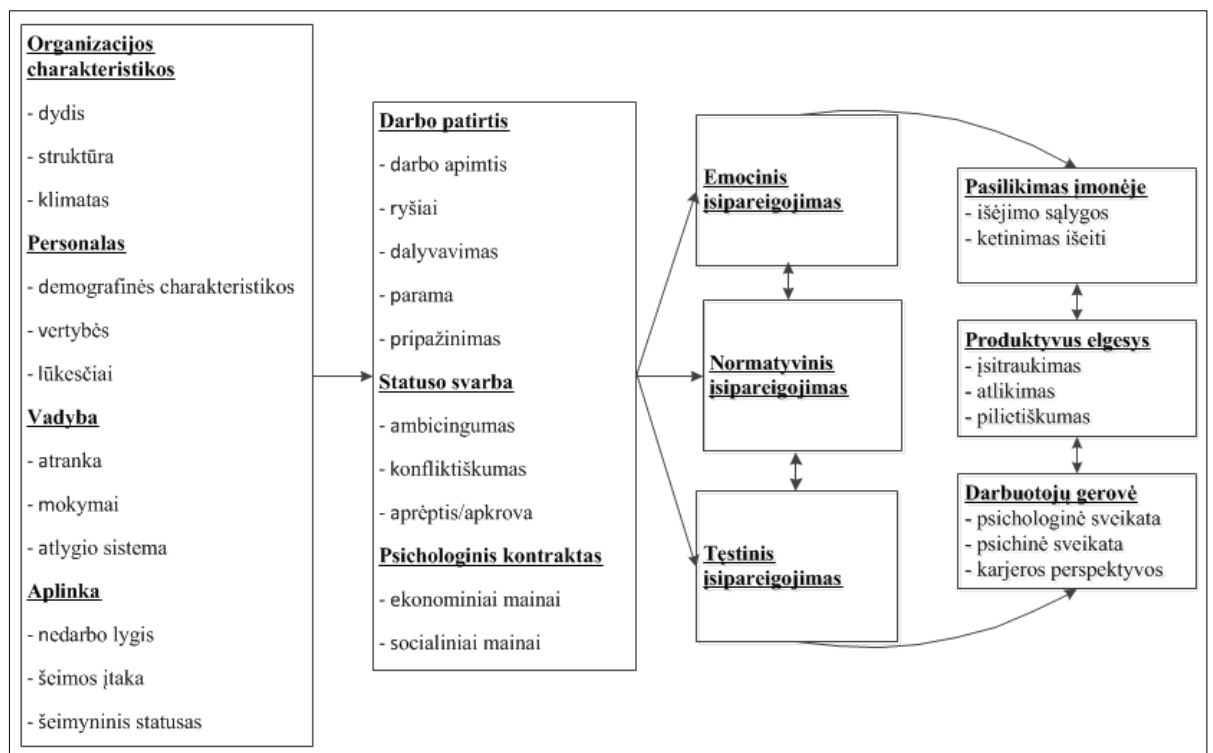 Organizacijos
charakteristikos
- dydis
- struktūra
- klimatas
Personalas
- demografinės charakteristikos
- vertybės
- lūkesčiai
Vadyba
- atranka
- mokymai
- atlygio sistema
Aplinka
- nedarbo lygis
- šeimos įtaka
- šeimyninis statusas
Darbo patirtis
- darbo apimtis
- ryšiai
- dalyvavimas
- parama
- pripažinimas
Statuso svarba
- ambicingumas
- konfliktiškumas
- aprėptis/apkrova
Psichologinis kontraktas
- ekonominiai mainai
- socialiniai mainai
Emocinis
įsipareigojimas
Normatyvinis
įsipareigojimas
Tęstinis
įsipareigojimas
Pasilikimas įmonėje
- išėjimo sąlygos
- ketinimas išeiti
Produktyvus elgesys
- įsitraukimas
- atlikimas
- pilietiškumas
Darbuotojų gerovė
- psichologinė sveikata
- psichinė sveikata
- karjeros perspektyvos